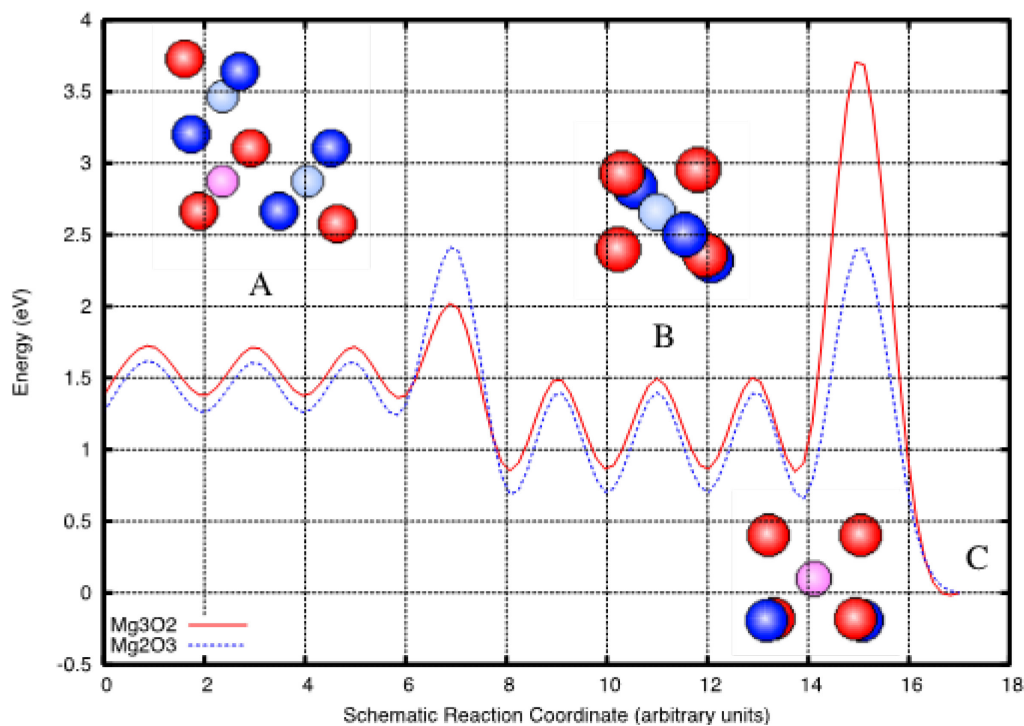 4
3.5
3
2.5
2
1.5
1
0.5
0
-0.5
Energy (eV)
A
B
C
Mg3O2
Mg2O3
0 2 4 6 8 10 12 14 16 18
Schematic Reaction Coordinate (arbitrary units)